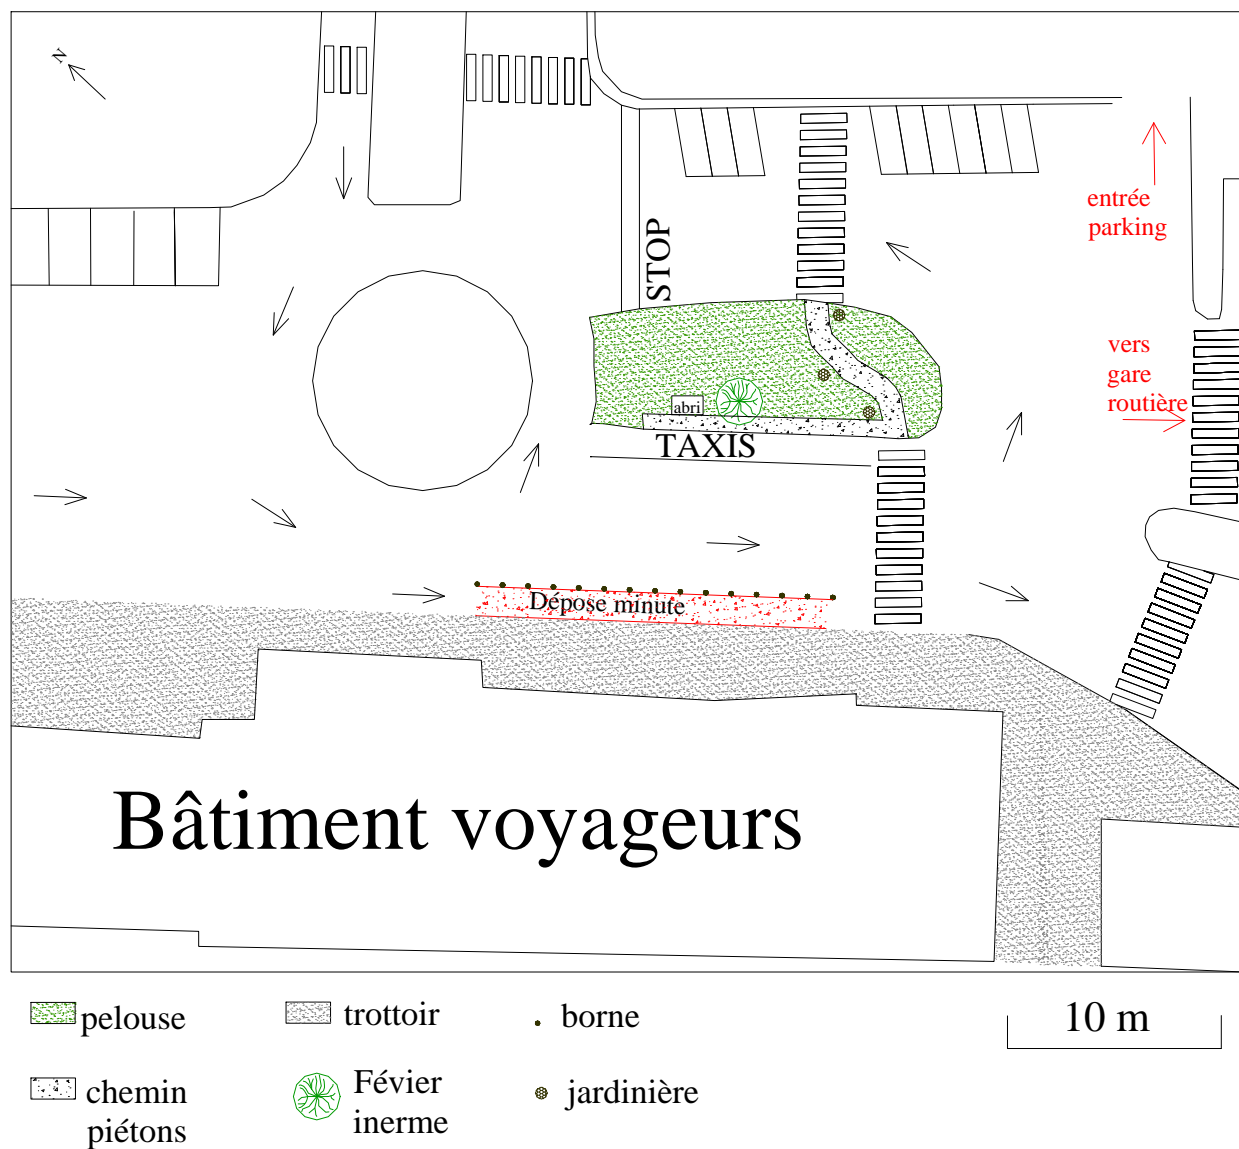 N
entrée
parking
STOP
vers
gare
routière
abri
TAXIS
Dépose minute
Bâtiment voyageurs
pelouse
trottoir
borne
10 m
chemin
piétons
Févier
inerme
jardinière